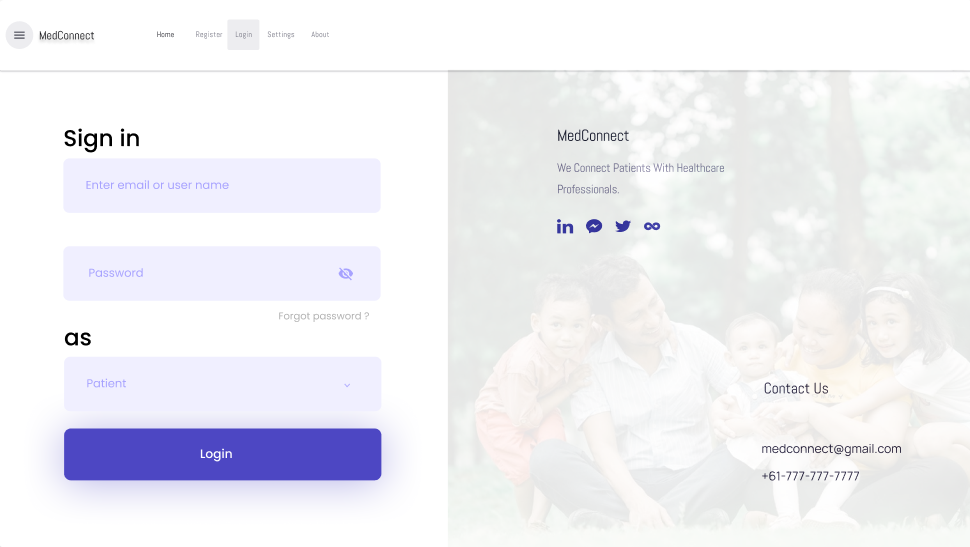 MedConnect
Home Register Login Settings About
Sign in
Enter email or user name
Password
Forgot password ?
as
Patient
Login
MedConnect
We Connect Patients With Healthcare
Professionals.
in
Contact Us
medconnect@gmail.com
+61-777-777-7777